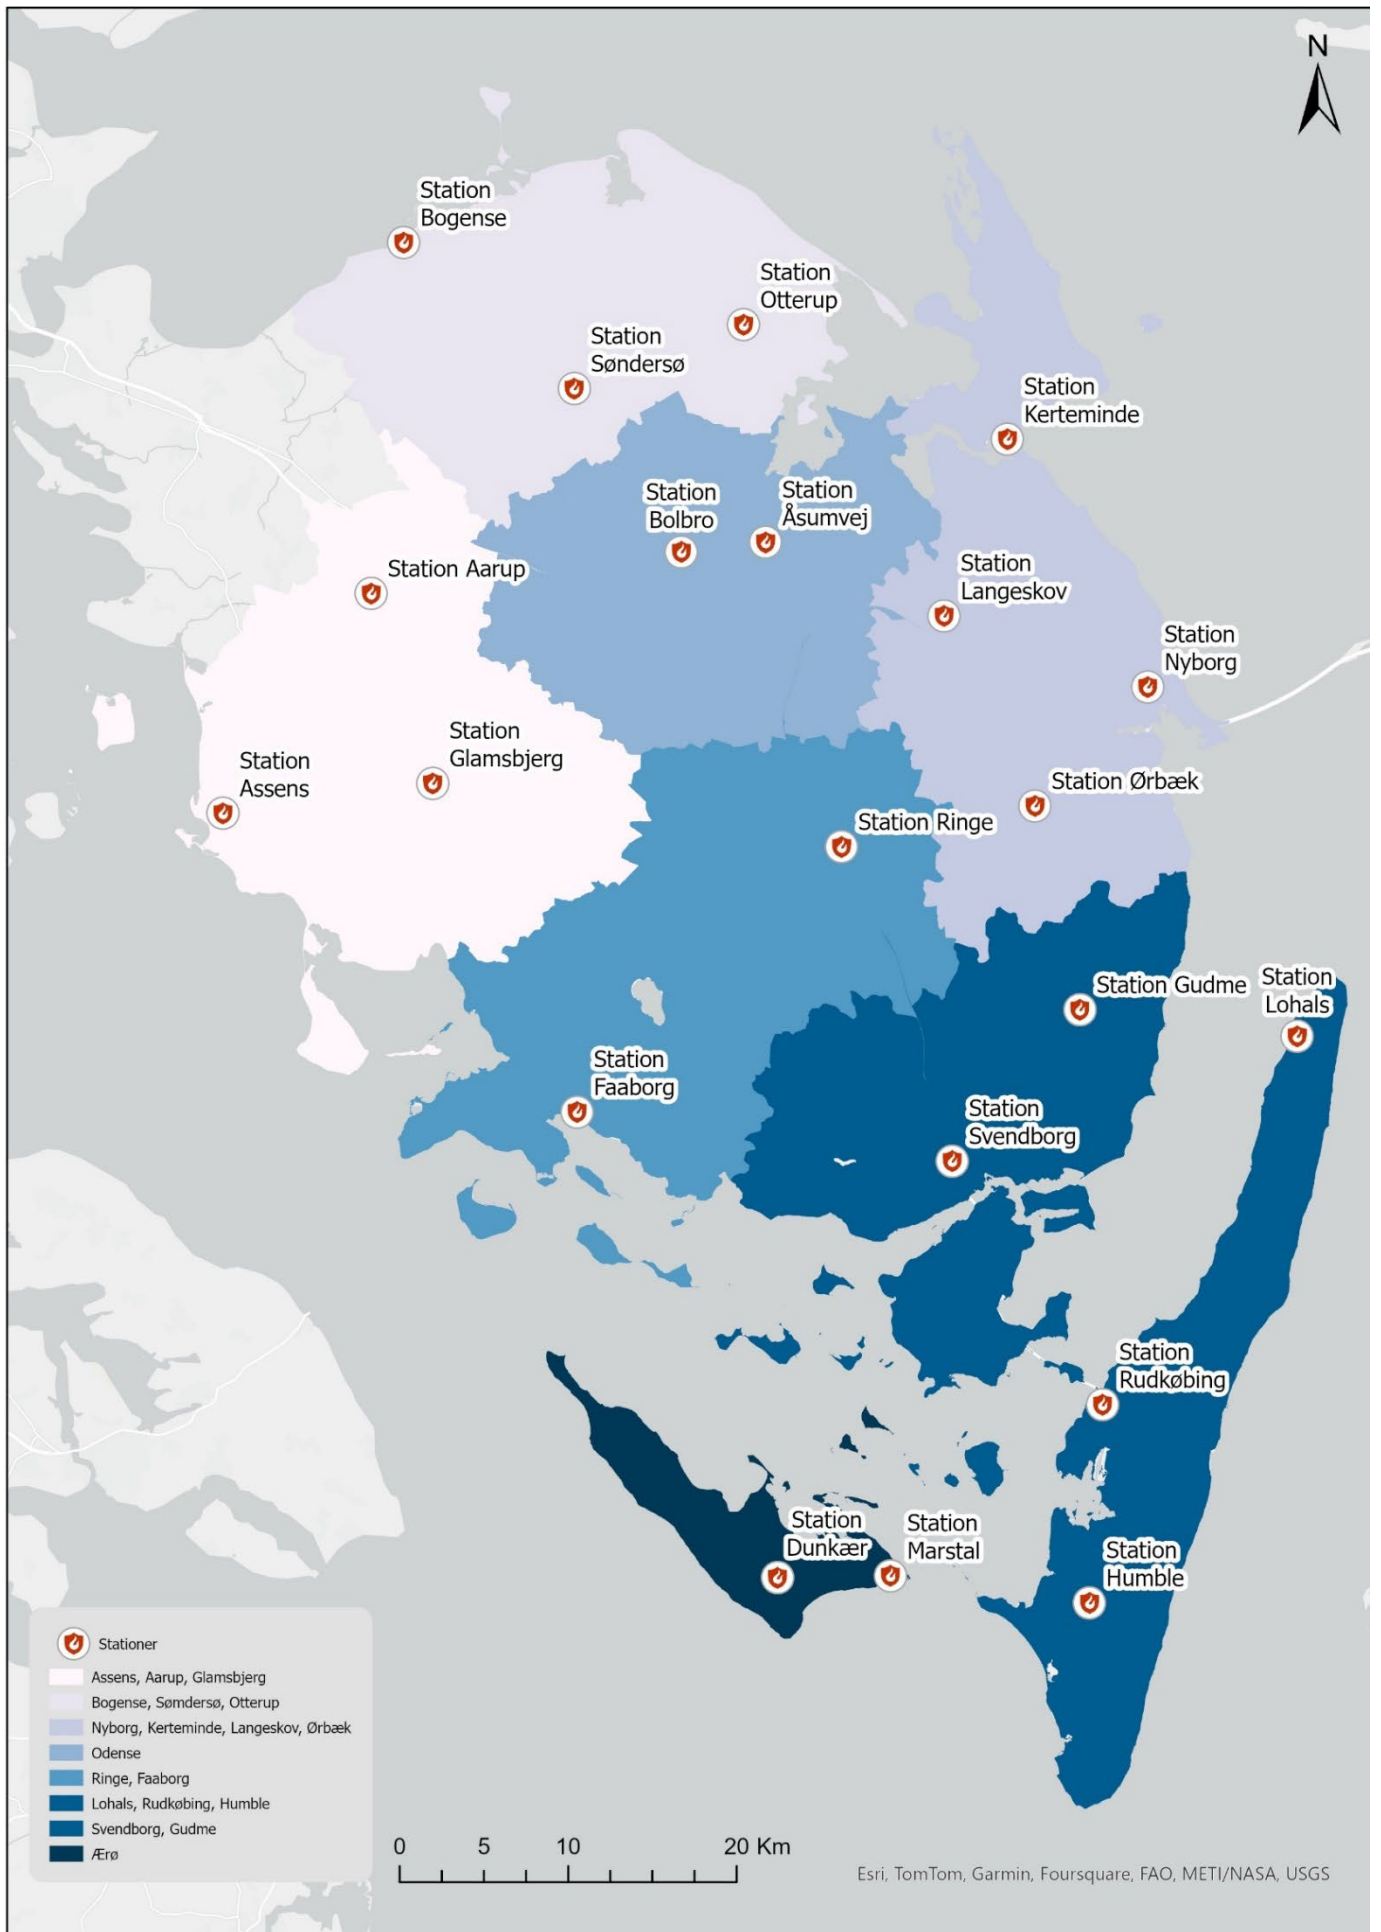 N
Station
Bogense
Station
Otterup
Station
Søndersø
Station
Kerteminde
Station
Bolbro
Station
Åsumvej
Station Aarup
Station
Langeskov
Station
Nyborg
Station
Glamsbjerg
Station
Assens
Station Ørbæk
Station Ringe
Station Gudme
Station
Lohals
Station
Faaborg
Station
Svendborg
Station
Rudkøbing
Station
Dunkær
Station
Marstal
Station
Humble
Stationer
Assens, Aarup, Glamsbjerg
Bogense, Sømdersø, Otterup
Nyborg, Kerteminde, Langeskov, Ørbæk
Odense
Ringe, Faaborg
Lohals, Rudkøbing, Humble
Svendborg, Gudme
Ærø
0 5 10 20 Km
Esri, TomTom, Garmin, Foursquare, FAO, METI/NASA, USGS